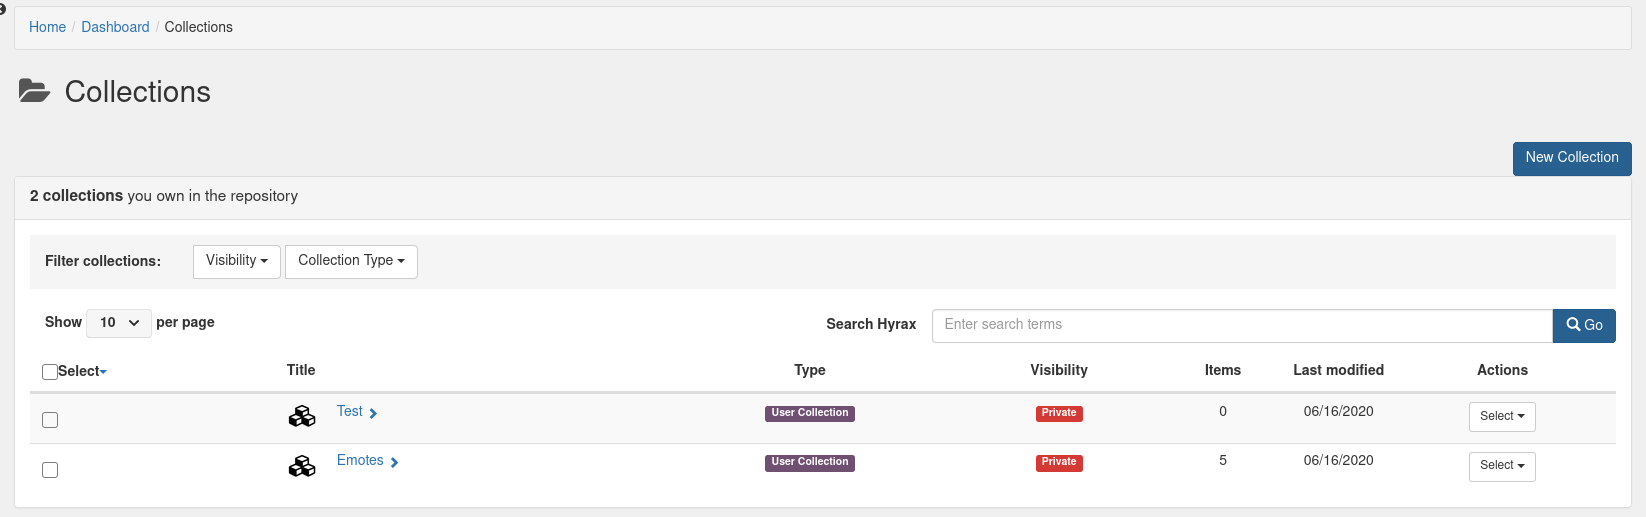 Home / Dashboard / Collections
Collections
New Collection
2 collections you own in the repository
Filter collections: Visibility Collection Type
Show 10 per page Search Hyrax Enter search terms Go
Select Title Type Visibility Items Last modified Actions
Test User Collection Private 0 06/16/2020 Select
Emotes User Collection Private 5 06/16/2020 Select